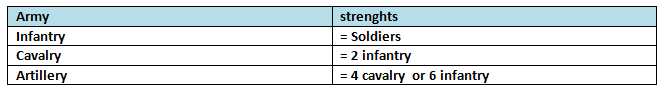 Army strenghts
Infantry = Soldiers
Cavalry = 2 infantry
Artillery = 4 cavalry or 6 infantry